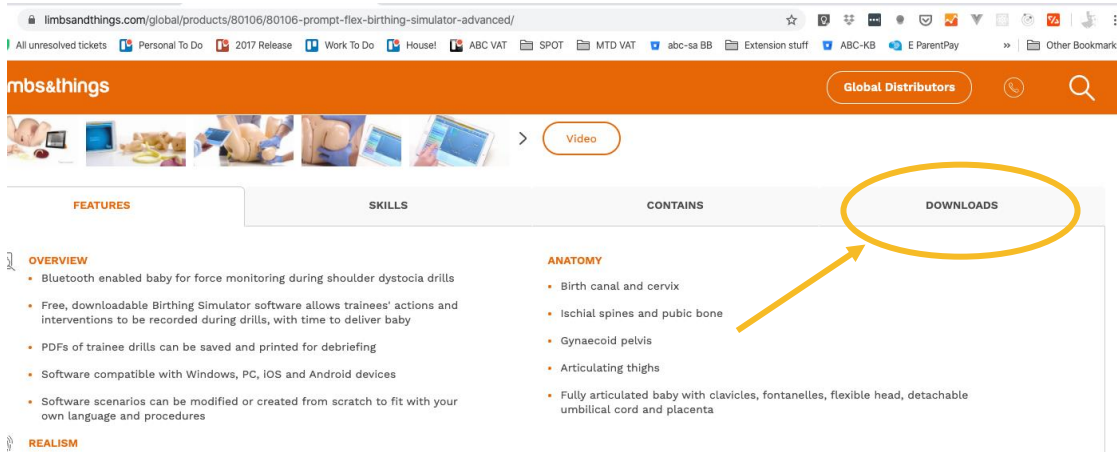 limbsandthings.com/global/products/80106/80106-prompt-flex-birthing-simulator-advanced/
All unresolved tickets Personal To Do 2017 Release Work To Do House! ABC VAT SPOT MTD VAT abc-sa BB Extension stuff ABC-KB E ParentPay » Other Bookmark
mbs&things Global Distributors
Video
FEATURES SKILLS CONTAINS DOWNLOADS
OVERVIEW
• Bluetooth enabled baby for force monitoring during shoulder dystocia drills
• Free, downloadable Birthing Simulator software allows trainees' actions and
interventions to be recorded during drills, with time to deliver baby
• PDFs of trainee drills can be saved and printed for debriefing
• Software compatible with Windows, PC, iOS and Android devices
• Software scenarios can be modified or created from scratch to fit with your
own language and procedures
REALISM
ANATOMY
• Birth canal and cervix
• Ischial spines and pubic bone
• Gynaecoid pelvis
• Articulating thighs
• Fully articulated baby with clavicles, fontanelles, flexible head, detachable
umbilical cord and placenta